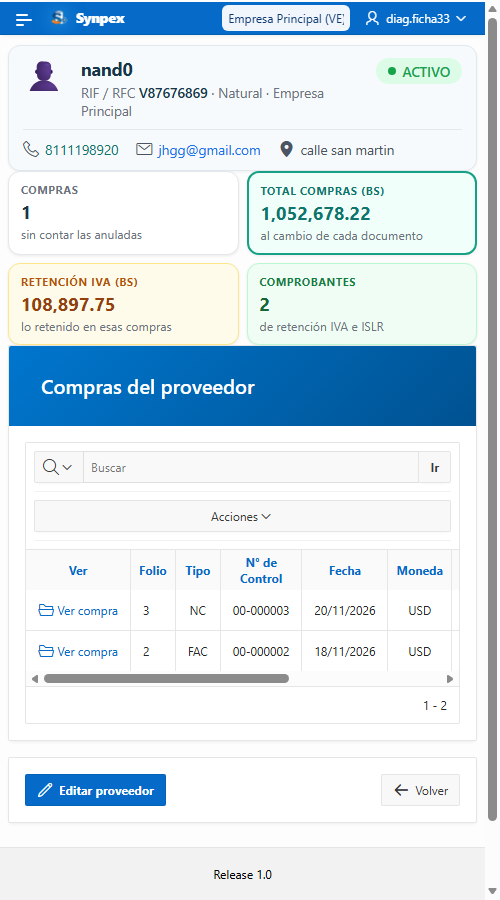 Synpex
Empresa Principal (VE)
diag.ficha33
nand0
ACTIVO
RIF / RFC V87676869 · Natural · Empresa
Principal
8111198920
jhgg@gmail.com
calle san martin
COMPRAS
1
sin contar las anuladas
TOTAL COMPRAS (BS)
1,052,678.22
al cambio de cada documento
RETENCIÓN IVA (BS)
108,897.75
lo retenido en esas compras
COMPROBANTES
2
de retención IVA e ISLR
Compras del proveedor
Buscar
Ir
Acciones
Ver Folio Tipo N° de Control Fecha Moneda
Ver compra 3 NC 00-000003 20/11/2026 USD
Ver compra 2 FAC 00-000002 18/11/2026 USD
1 - 2
Editar proveedor
Volver
Release 1.0